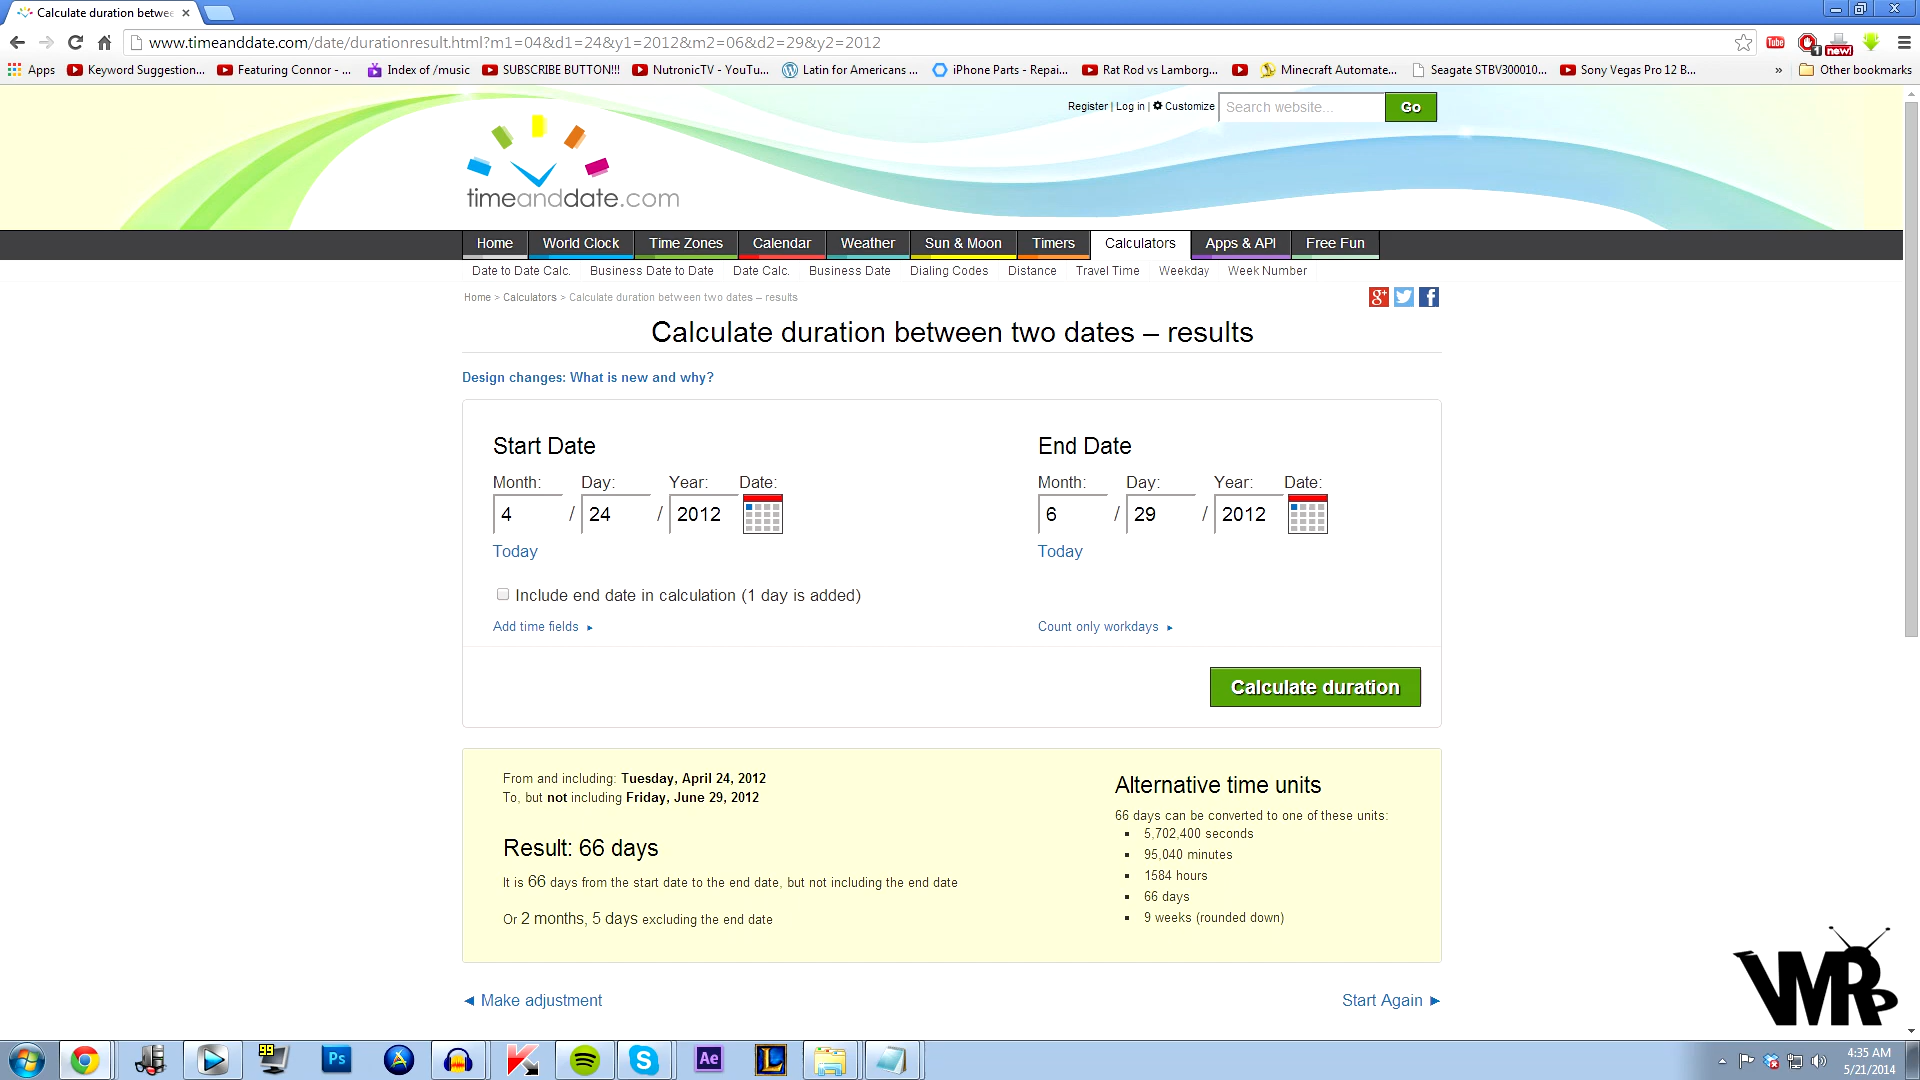 Calculate duration betwee
www.timeanddate.com/date/durationresult.html?m1=04&d1=24&y1=2012&m2=06&d2=29&y2=2012
Apps Keyword Suggestion... Featuring Connor - ... Index of /music SUBSCRIBE BUTTON!!! NutronicTV - YouTu... Latin for Americans ... iPhone Parts - Repai... Rat Rod vs Lamborg... Minecraft Automate... Seagate STBV300010... Sony Vegas Pro 12 B... » Other bookmarks
Register | Log in | Customize Search website... Go
timeanddate.com
Home World Clock Time Zones Calendar Weather Sun & Moon Timers Calculators Apps & API Free Fun
Date to Date Calc. Business Date to Date Date Calc. Business Date Dialing Codes Distance Travel Time Weekday Week Number
Home > Calculators > Calculate duration between two dates – results
Calculate duration between two dates – results
Design changes: What is new and why?
Start Date
Month: Day: Year: Date:
4 / 24 / 2012
Today
End Date
Month: Day: Year: Date:
6 / 29 / 2012
Today
Include end date in calculation (1 day is added)
Add time fields
Count only workdays
Calculate duration
From and including: Tuesday, April 24, 2012
To, but not including Friday, June 29, 2012
Result: 66 days
It is 66 days from the start date to the end date, but not including the end date
Or 2 months, 5 days excluding the end date
Alternative time units
66 days can be converted to one of these units:
5,702,400 seconds
95,040 minutes
1584 hours
66 days
9 weeks (rounded down)
Make adjustment
Start Again
VMR
99 Ps Ae L
4:35 AM
5/21/2014